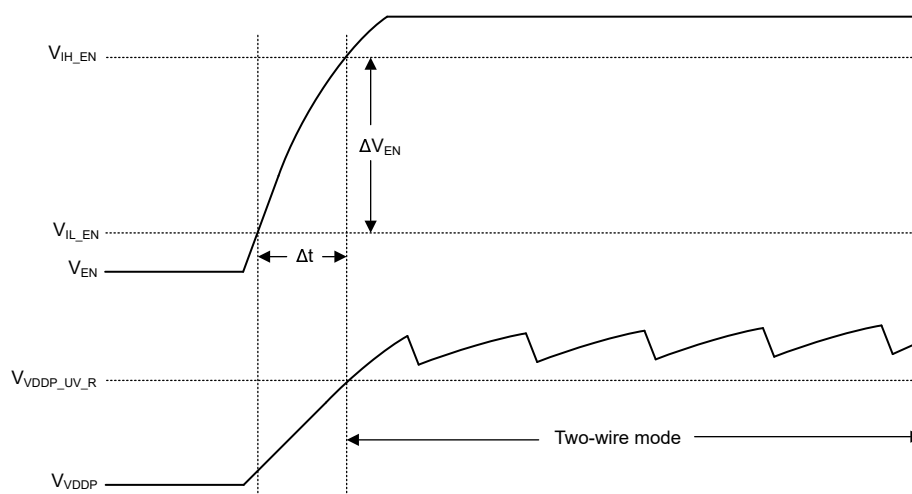 V_IH_EN
ΔV_EN
V_IL_EN
Δt
V_EN
V_VDDP_UV_R
Two-wire mode
V_VDDP